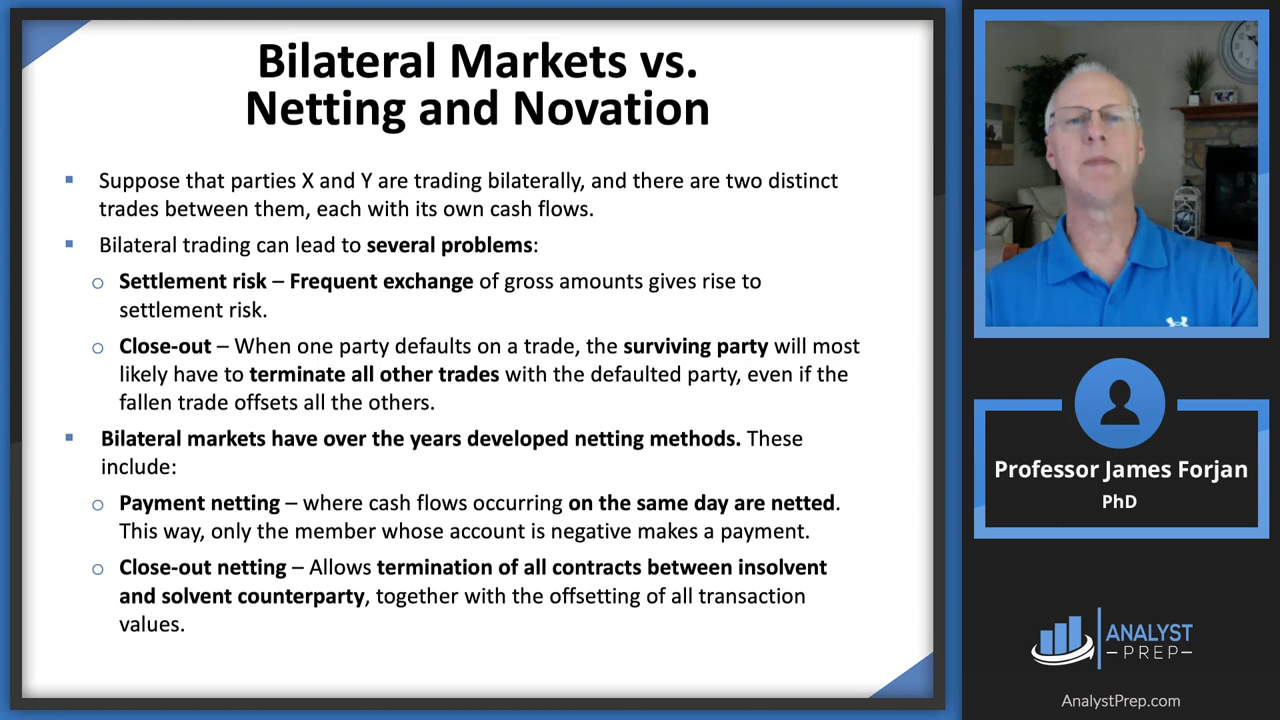 Bilateral Markets vs.
Netting and Novation
▪ Suppose that parties X and Y are trading bilaterally, and there are two distinct
trades between them, each with its own cash flows.
▪ Bilateral trading can lead to several problems:
o Settlement risk – Frequent exchange of gross amounts gives rise to
settlement risk.
o Close-out – When one party defaults on a trade, the surviving party will most
likely have to terminate all other trades with the defaulted party, even if the
fallen trade offsets all the others.
▪ Bilateral markets have over the years developed netting methods. These
include:
o Payment netting – where cash flows occurring on the same day are netted.
This way, only the member whose account is negative makes a payment.
o Close-out netting – Allows termination of all contracts between insolvent
and solvent counterparty, together with the offsetting of all transaction
values.
Professor James Forjan
PhD
ANALYST
– PREP –
AnalystPrep.com